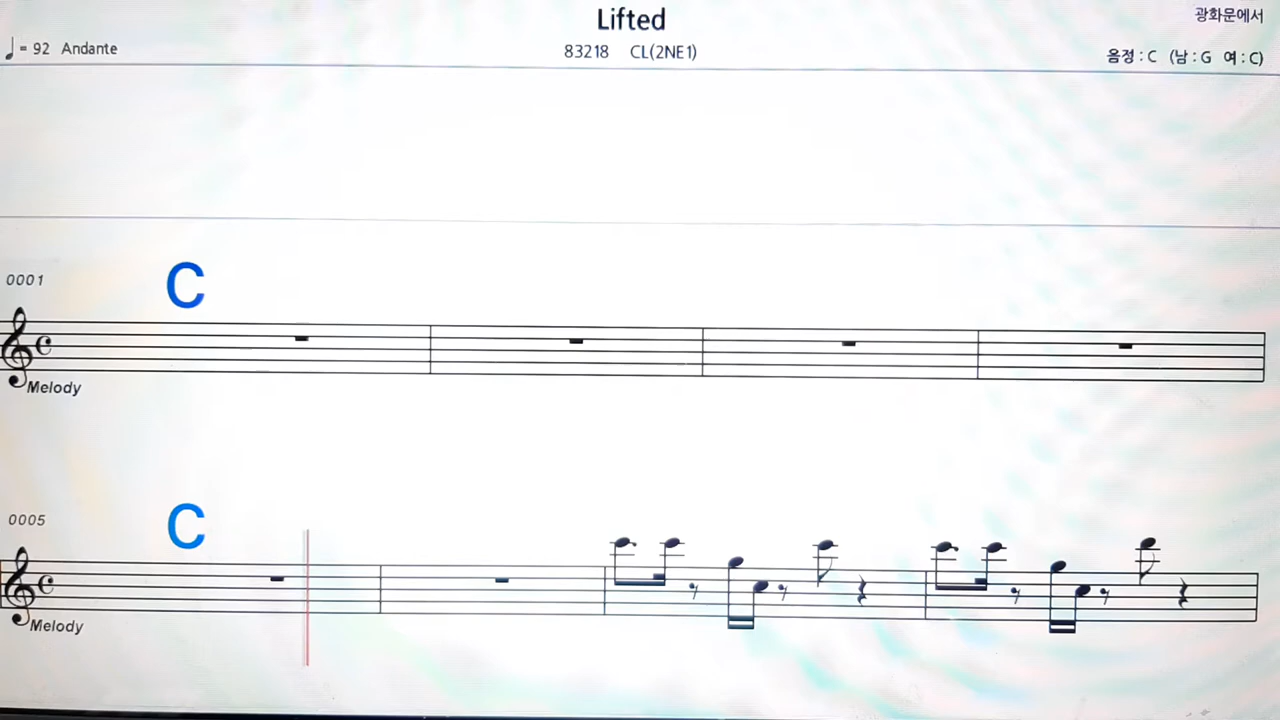 Lifted
광화문에서
♩= 92 Andante
83218 CL(2NE1)
음정 : C (남 : G 여 : C)
0001
C
Melody
0005
C
Melody